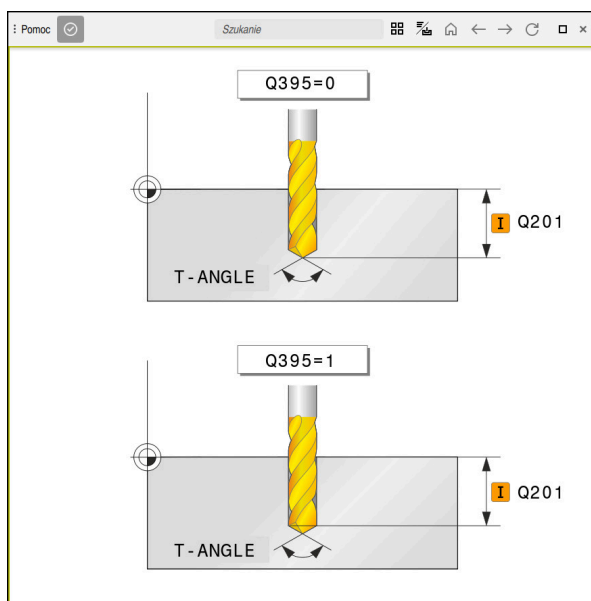 Pomoc
Szukanie
Q395=0
I Q201
T-ANGLE
Q395=1
I Q201
T-ANGLE